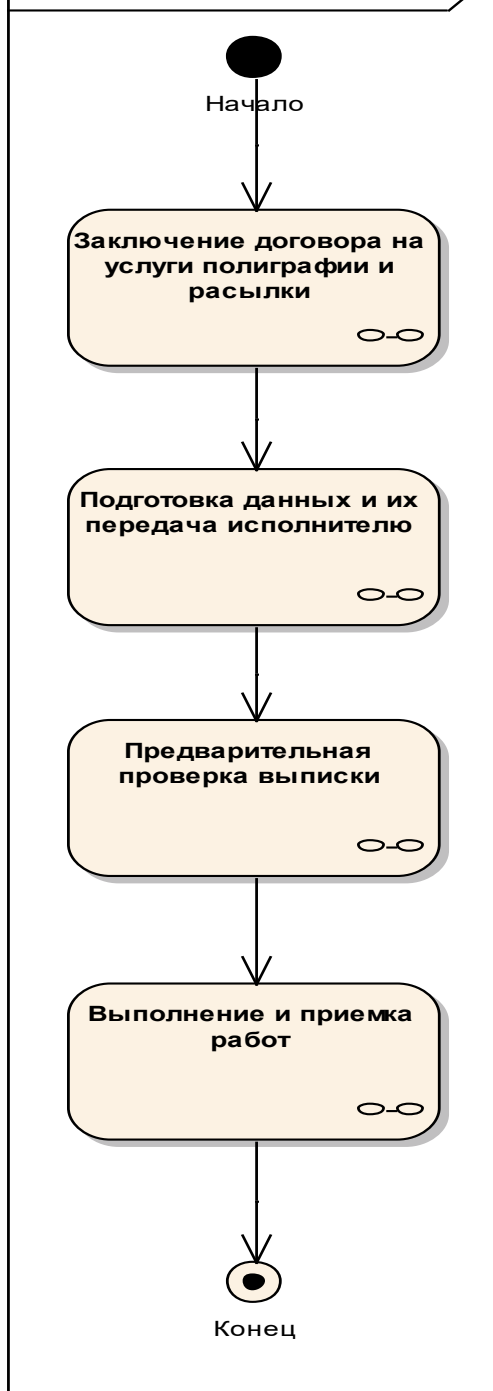 Начало
Заключение договора на
услуги полиграфии и
расылки
Подготовка данных и их
передача исполнителю
Предварительная
проверка выписки
Выполнение и приемка
работ
Конец